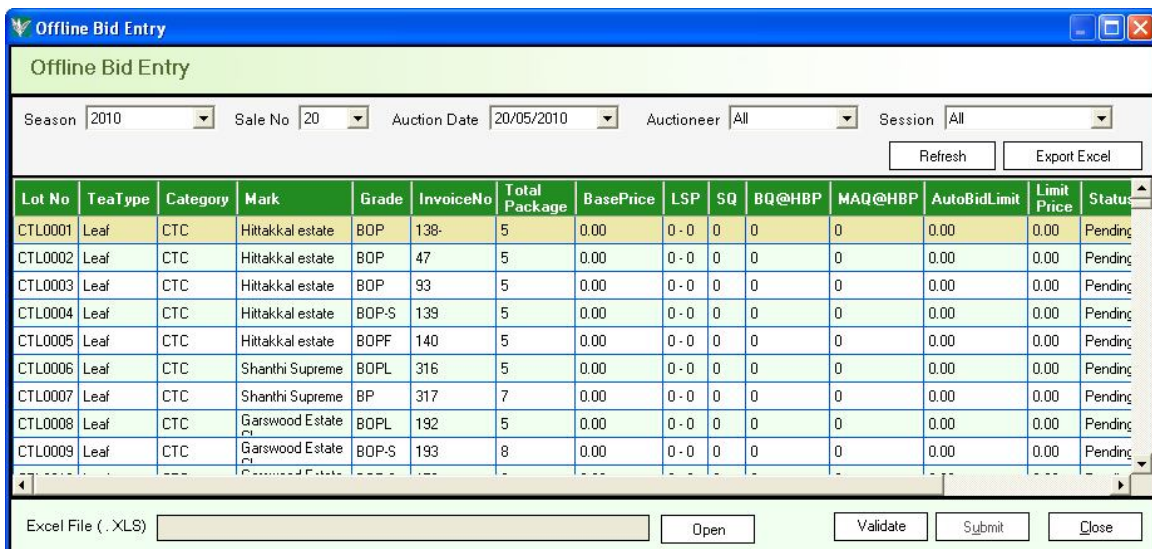 Offline Bid Entry
Offline Bid Entry
Season 2010 Sale No 20 Auction Date 20/05/2010 Auctioneer All Session All
Refresh Export Excel
Lot No TeaType Category Mark Grade InvoiceNo Total Package BasePrice LSP SQ BQ@HBP MAQ@HBP AutoBidLimit Limit Price Status
CTL0001 Leaf CTC Hittakkal estate BOP 138- 5 0.00 0 - 0 0 0 0 0.00 0.00 Pending
CTL0002 Leaf CTC Hittakkal estate BOP 47 5 0.00 0 - 0 0 0 0 0.00 0.00 Pending
CTL0003 Leaf CTC Hittakkal estate BOP 93 5 0.00 0 - 0 0 0 0 0.00 0.00 Pending
CTL0004 Leaf CTC Hittakkal estate BOP-S 139 5 0.00 0 - 0 0 0 0 0.00 0.00 Pending
CTL0005 Leaf CTC Hittakkal estate BOPF 140 5 0.00 0 - 0 0 0 0 0.00 0.00 Pending
CTL0006 Leaf CTC Shanthi Supreme BOPL 316 5 0.00 0 - 0 0 0 0 0.00 0.00 Pending
CTL0007 Leaf CTC Shanthi Supreme BP 317 7 0.00 0 - 0 0 0 0 0.00 0.00 Pending
CTL0008 Leaf CTC Garswood Estate BOPL 192 5 0.00 0 - 0 0 0 0 0.00 0.00 Pending
CTL0009 Leaf CTC Garswood Estate BOP-S 193 8 0.00 0 - 0 0 0 0 0.00 0.00 Pending
Excel File ( . XLS) Open Validate Submit Close